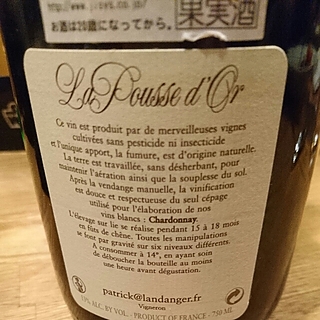 http://www.jsvs.co.jp/
お酒は20歳になってから。
果実酒
La Pousse d'Or
Ce vin est produit par de merveilleuses vignes
cultivées sans pesticide ni insecticide
et l'unique apport, la fumure, est d'origine naturelle.
La terre est travaillée, sans désherbant, pour
maintenir l'aération ainsi que la souplesse du sol.
Après la vendange manuelle, la vinification
est douce et respectueuse du seul cépage
utilisé pour l'élaboration de nos
vins blancs : Chardonnay.
L'élevage sur lie se réalise pendant 15 à 18 mois
en fûts de chêne. Toutes les manipulations
se font par gravité sur six niveaux différents.
A consommer à 14°, en ayant soin
de déboucher la bouteille au moins
une heure avant dégustation.
patrick@landanger.fr
Vigneron
13% ALC. BY VOL. - PRODUCT OF FRANCE - 750 ML